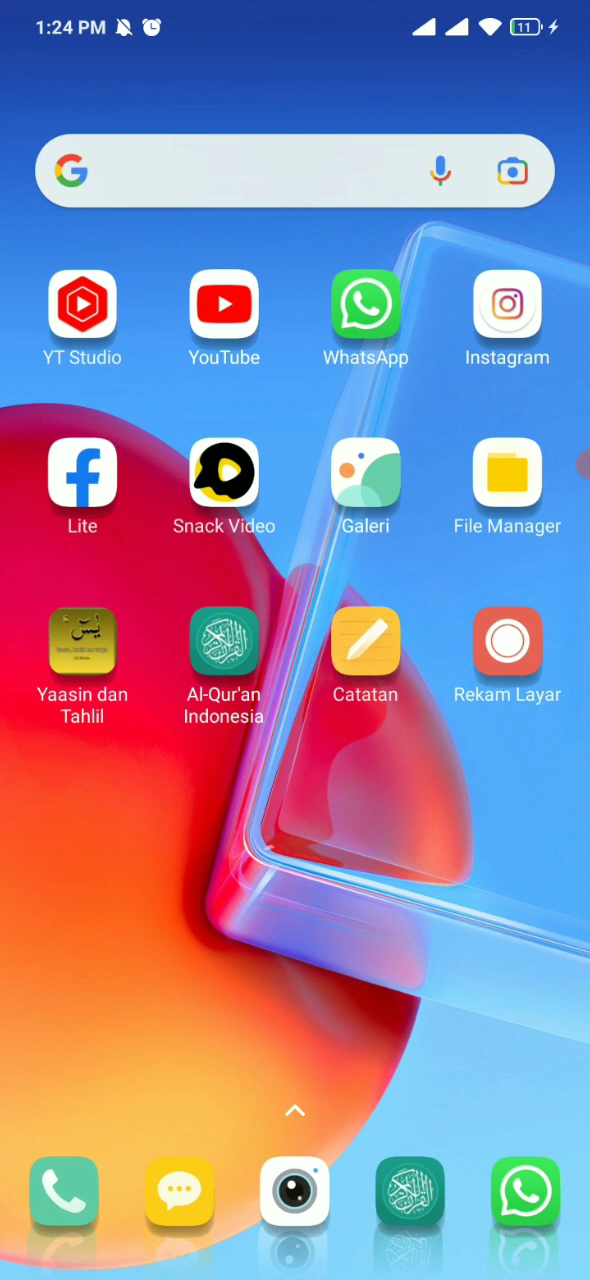 1:24 PM
11
YT Studio
YouTube
WhatsApp
Instagram
Lite
Snack Video
Galeri
File Manager
Yaasin dan
Tahlil
Al-Qur'an
Indonesia
Catatan
Rekam Layar